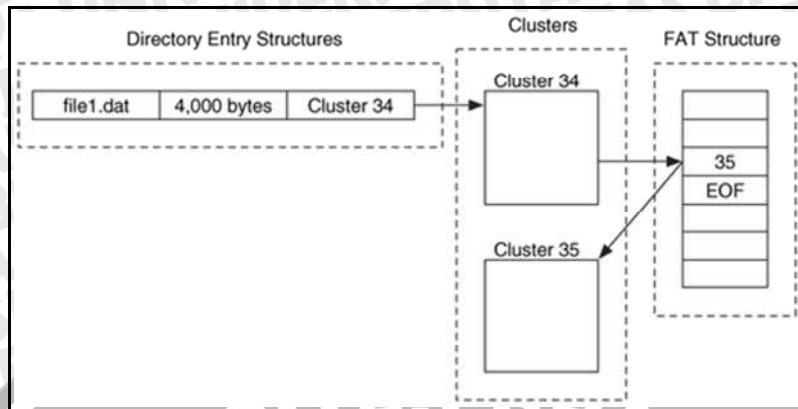 Directory Entry Structures
Clusters
FAT Structure
file1.dat 4,000 bytes Cluster 34
Cluster 34
35
EOF
Cluster 35